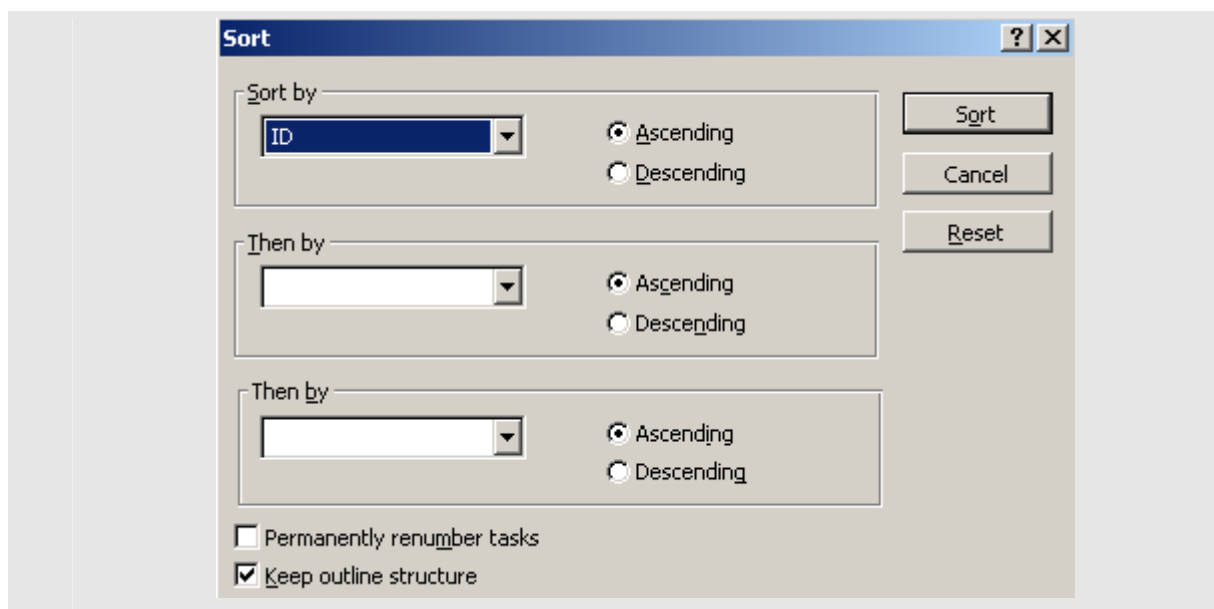 Sort
Sort by
ID
Ascending
Descending
Sort
Cancel
Reset
Then by
Ascending
Descending
Then by
Ascending
Descending
Permanently renumber tasks
Keep outline structure